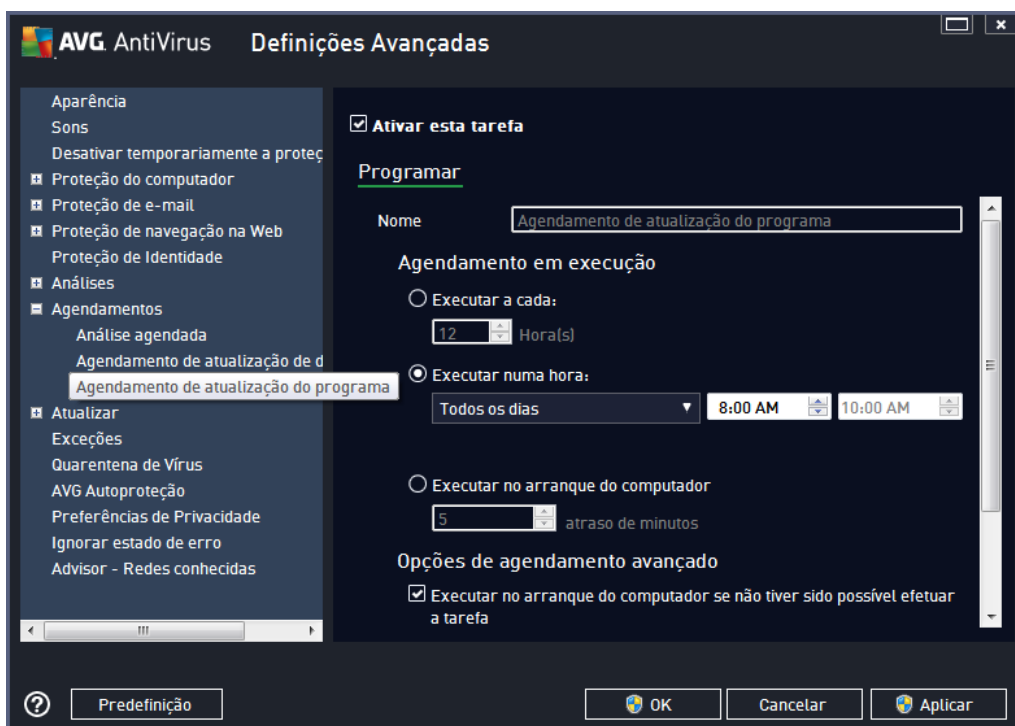 AVG. AntiVirus Definições Avançadas
Aparência
Sons
Desativar temporariamente a proteç
Proteção do computador
Proteção de e-mail
Proteção de navegação na Web
Proteção de Identidade
Análises
Agendamentos
Análise agendada
Agendamento de atualização de d
Agendamento de atualização do programa
Atualizar
Exceções
Quarentena de Vírus
AVG Autoproteção
Preferências de Privacidade
Ignorar estado de erro
Advisor - Redes conhecidas
Ativar esta tarefa
Programar
Nome Agendamento de atualização do programa
Agendamento em execução
Executar a cada:
12 Hora(s)
Executar numa hora:
Todos os dias 8:00 AM 10:00 AM
Executar no arranque do computador
5 atraso de minutos
Opções de agendamento avançado
Executar no arranque do computador se não tiver sido possível efetuar
a tarefa
Predefinição OK Cancelar Aplicar